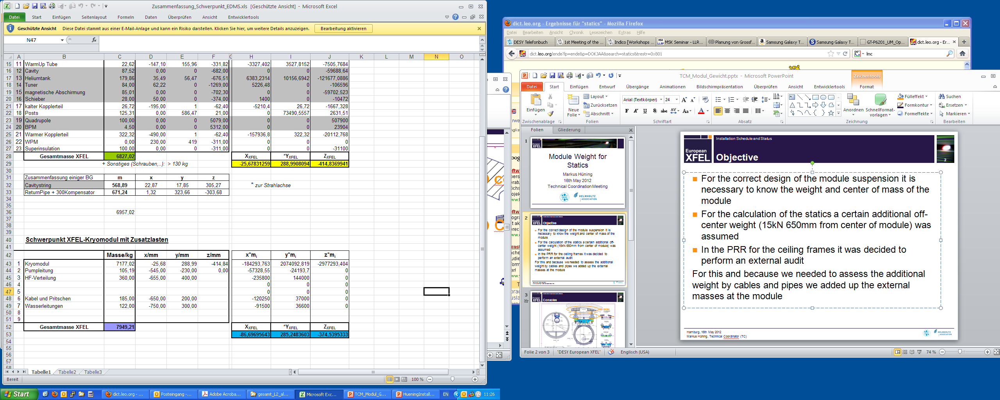 Zusammenfassung_Schwerpunkt_EDMS.xls [Geschützte Ansicht] - Microsoft Excel
Datei Start Einfügen Seitenlayout Formeln Daten Überprüfen Ansicht Entwicklertools
Geschützte Ansicht Diese Datei stammt aus einer E-Mail-Anlage und kann ein Risiko darstellen. Klicken Sie hier, um weitere Details anzuzeigen. Bearbeitung aktivieren
N47 fx
A B C D E F G H I J K L M N O
15 11 WarmUp Tube 22,62 -147,10 155,96 -331,82 -3327,402 3527,8152 -7505,7684
16 12 Cavity 87,52 0,00 0 -682,00 0 0 -59688,64
17 13 Heliumtank 179,86 35,49 56,47 -676,51 6383,2314 10156,6942 -121677,0886
18 14 Tuner 84,00 62,22 0 -1269,00 5226,48 0 -106596
19 15 magnetische Abschirmung 85,01 0,00 0 -702,30 0 0 -59702,523
20 16 Schieber 28,00 50,00 0 -374,00 1400 0 -10472
21 17 kalter Kopplerteil 26,72 -195,00 1 -62,40 -5210,4 26,72 -1667,328
22 18 Posts 125,31 0,00 586,47 21,00 0 73490,5557 2631,51
23 19 Quadrupole 100,00 0,00 0 5079,00 0 0 507900
24 20 BPM 4,50 0,00 0 5312,00 0 0 23904
25 21 Warmer Kopplerteil 322,32 -490,00 1 -62,40 -157936,8 322,32 -20112,768
26 22 WPM 0,00 230,00 419 -311,00 0 0 0
27 23 Superinsulation 100,00 0,00 0 -311,00 0 0 -31100
28 Gesamtmasse XFEL 6827,02 XXFEL *YXFEL ZXFEL
29 + Sonstiges (Schrauben,..): > 130 kg -25,67831259 288,9908094 -414,8369941
30
31 Zusammenfassung einiger BG m x y z
32 Cavitystring 568,89 22,87 17,85 305,27 * zur Strahlachse
33 ReturnPipe + 300Kompensator 671,24 1,32 323,66 -303,68
34
35
36 6957,02
37
38
39
40 Schwerpunkt XFEL-Kryomodul mit Zusatzlasten
41
42 Masse/kg x/mm y/mm z/mm x*mi y*mi z*mi
43 1 Kryomodul 7177,02 -25,68 288,99 -414,84 -184293,763 2074092,819 -2977293,404
44 2 Pumpleitung 105,19 -545,00 -230,00 0,00 -57328,55 -24193,7 0
45 3 HF-Verteilung 360,00 -655,00 400,00 -235800 144000 0
46 4 0 0 0
47 5 0 0 0
48 6 Kabel und Pritschen 185,00 -650,00 200,00 -120250 37000 0
49 7 Wasserleitungen 122,00 -750,00 300,00 -91500 36600 0
50 8
51 9
52 Gesamtmasse XFEL 7949,21 XXFEL *YXFEL ZXFEL
53 -86,69695643 285,2483603 -374,5395333
54
55
56
57
58
Tabelle1 Tabelle2 Tabelle3
Bereit 100 %
dict.leo.org - Ergebnisse für "statics" - Mozilla Firefox
Datei Bearbeiten Ansicht Chronik Lesezeichen Extras Hilfe
DESY Telefonbuch 1st Meeting of the ... Indico [Workshops ... MSK Seminar - LLR... Planung von Grossf... Samsung Galaxy T... Samsung Galaxy T... GT-P6201_UM_Op... dict.leo.org - Er...
dict.leo.org/ende?lp=ende&p=DOKJAA&search=statics&trestr=0x801 lmc
TCM_Modul_Gewicht.pptx - Microsoft PowerPoint Zeichentools
Datei Start Einfügen Entwurf Übergänge Animationen Bildschirmpräsentation Überprüfen Ansicht Entwicklertools Format
Einfügen Neue Folie Layout Zurücksetzen Abschnitt Arial (Textkörper) 24 F K U S abc AV Aa A Anordnen Schnellformat-vorlagen Fülleffekt Formkontur Formeffekte Suchen Ersetzen Markieren
Zwischenablage Folien Schriftart Absatz Zeichnung Bearbeiten
Folien Gliederung
1
European XFEL
Module Weight for
Statics
Markus Hüning
16th May 2012
Technical Coordination Meeting
DESY HELMHOLTZ ASSOCIATION
2
European XFEL Objective
For the correct design of the module suspension it is
necessary to know the weight and center of mass of the
module
For the calculation of the statics a certain additional off-
center weight (15kN 650mm from center of module) was
assumed
In the PRR for the ceiling frames it was decided to
perform an external audit
For this and because we needed to assess the additional
weight by cables and pipes we added up the external
masses at the module
3
European XFEL Consoles
Installation Schedule and Status
European
XFEL Objective 2
For the correct design of the module suspension it is
necessary to know the weight and center of mass of the
module
For the calculation of the statics a certain additional off-
center weight (15kN 650mm from center of module) was
assumed
In the PRR for the ceiling frames it was decided to
perform an external audit
For this and because we needed to assess the additional
weight by cables and pipes we added up the external
masses at the module
Hamburg, 16th May 2012
Markus Hüning, Technical Coordinator (TC)
DESY HELMHOLTZ ASSOCIATION
Folie 2 von 3 "DESY European XFEL" Englisch (USA) 74 %
Start dict.leo.org - ... Posteingang -... Adobe Acroba... gesamt_L2_al... Microsoft Exc... TCM_Modul_G... HueningInstall... EN 11:26